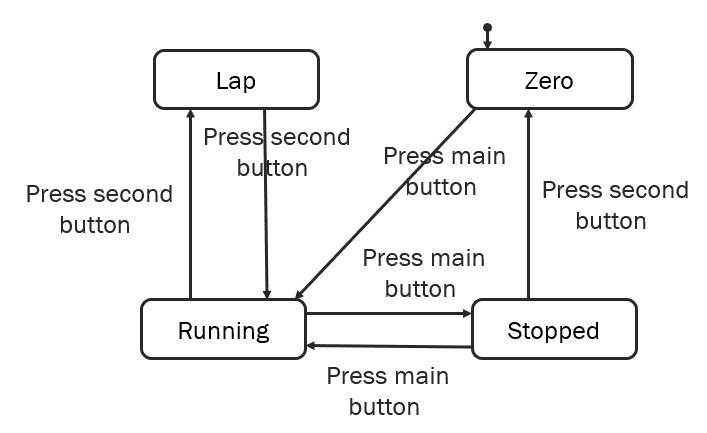 Lap
Zero
Press second
button
Press main
button
Press second
button
Press second
button
Press main
button
Running
Stopped
Press main
button